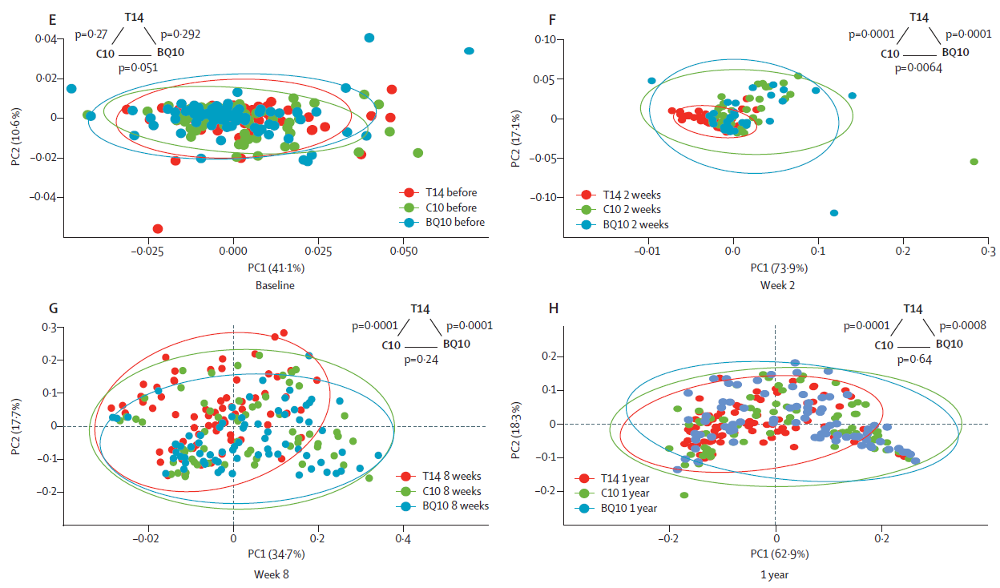 E
T14
p=0·27
p=0·292
C10
BQ10
p=0·051
0·04
0·02
0
–0·02
–0·04
PC2 (10·6%)
T14 before
C10 before
BQ10 before
–0·025
0·000
0·025
0·050
PC1 (41·1%)
Baseline
F
T14
p=0·0001
p=0·0001
C10
BQ10
p=0·0064
0·10
0·05
0
–0·05
–0·10
PC2 (17·1%)
T14 2 weeks
C10 2 weeks
BQ10 2 weeks
–0·01
0·0
0·1
0·2
0·3
PC1 (73·9%)
Week 2
G
T14
p=0·0001
p=0·0001
C10
BQ10
p=0·24
0·3
0·2
0·1
0
–0·1
–0·2
PC2 (17·7%)
T14 8 weeks
C10 8 weeks
BQ10 8 weeks
–0·02
0
0·2
0·4
PC1 (34·7%)
Week 8
H
T14
p=0·0001
p=0·0008
C10
BQ10
p=0·64
0·2
0·1
0
–0·1
–0·2
PC2 (18·3%)
T14 1 year
C10 1 year
BQ10 1 year
–0·2
0
0·2
PC1 (62·9%)
1 year